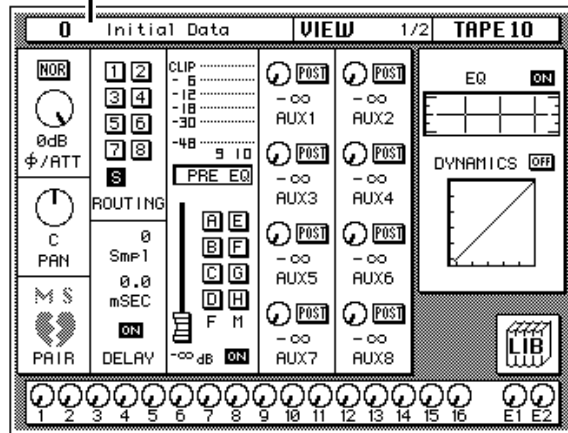 0 Initial Data VIEW 1/2 TAPE 10
NOR
0dB
ϕ/ATT
C
PAN
M S
PAIR
1 2
3 4
5 6
7 8
S
ROUTING
0
Smpl
0.0
mSEC
ON
DELAY
CLIP
- 6
-12
-18
-30
-48
9 10
PRE EQ
A E
B F
C G
D H
F M
-∞ dB ON
POST POST
-∞ -∞
AUX1 AUX2
POST POST
-∞ -∞
AUX3 AUX4
POST POST
-∞ -∞
AUX5 AUX6
POST POST
-∞ -∞
AUX7 AUX8
EQ ON
DYNAMICS OFF
LIB
1 2 3 4 5 6 7 8 9 10 11 12 13 14 15 16 E1 E2